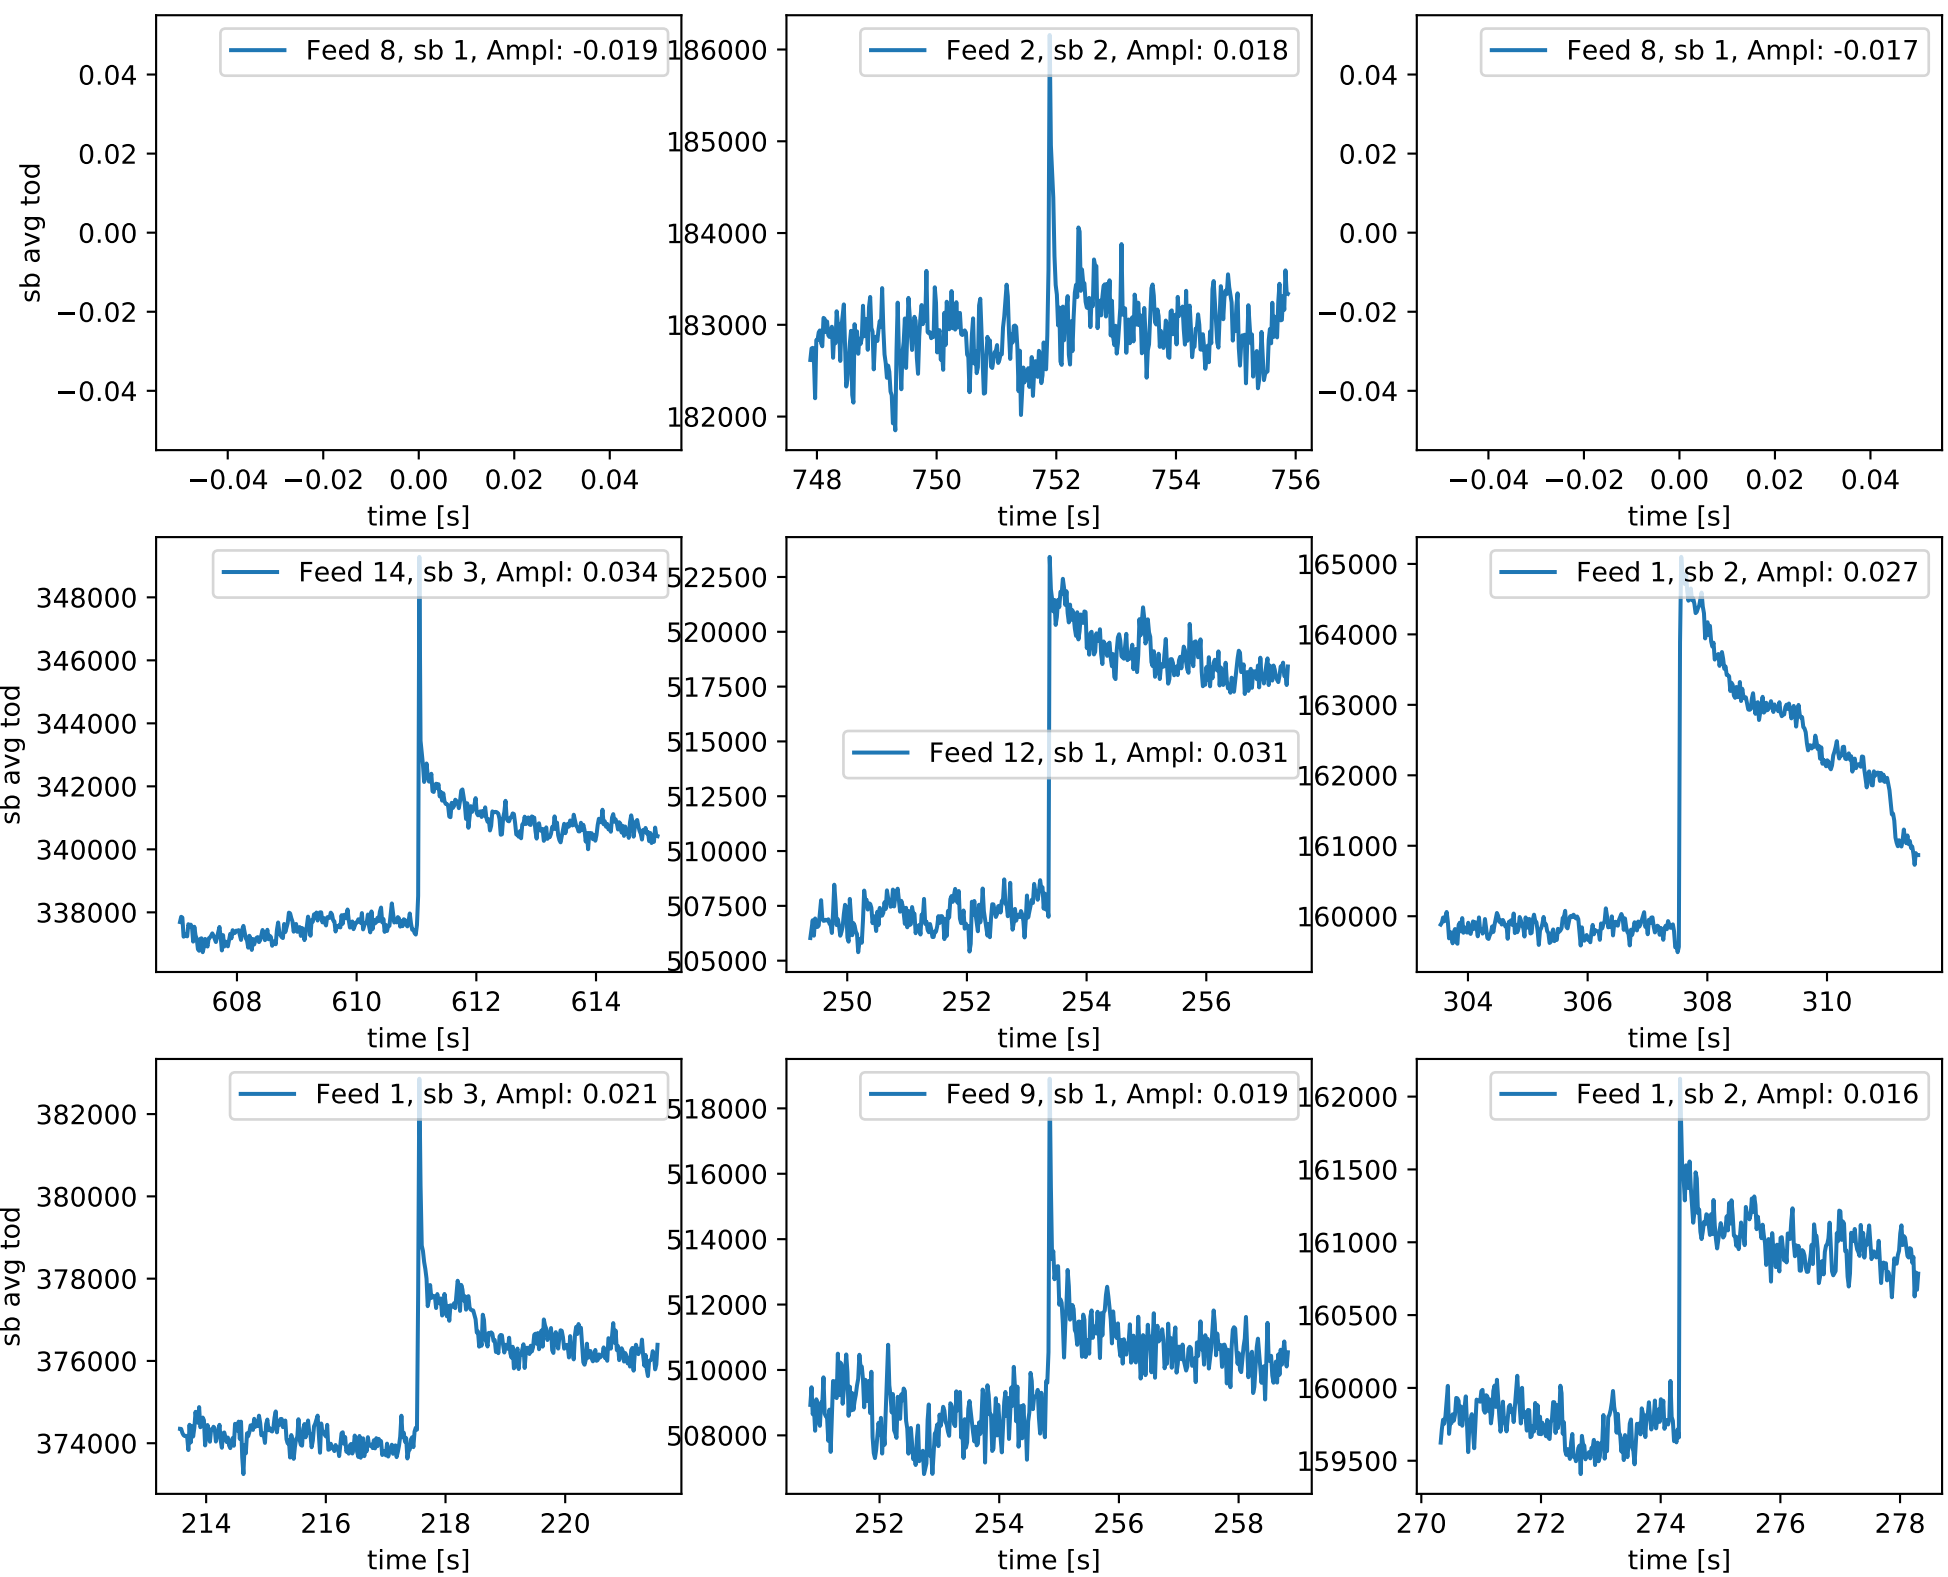 Feed 8, sb 1, Ampl: -0.019
0.04
0.02
0.00
−0.02
−0.04
sb avg tod
−0.04 −0.02 0.00 0.02 0.04
time [s]
Feed 2, sb 2, Ampl: 0.018
186000
185000
184000
183000
182000
748 750 752 754 756
time [s]
Feed 8, sb 1, Ampl: -0.017
0.04
0.02
0.00
−0.02
−0.04
−0.04 −0.02 0.00 0.02 0.04
time [s]
Feed 14, sb 3, Ampl: 0.034
348000
346000
344000
342000
340000
338000
sb avg tod
608 610 612 614
time [s]
Feed 12, sb 1, Ampl: 0.031
522500
520000
517500
515000
512500
510000
507500
505000
250 252 254 256
time [s]
Feed 1, sb 2, Ampl: 0.027
165000
164000
163000
162000
161000
160000
304 306 308 310
time [s]
Feed 1, sb 3, Ampl: 0.021
382000
380000
378000
376000
374000
sb avg tod
214 216 218 220
time [s]
Feed 9, sb 1, Ampl: 0.019
518000
516000
514000
512000
510000
508000
252 254 256 258
time [s]
Feed 1, sb 2, Ampl: 0.016
162000
161500
161000
160500
160000
159500
270 272 274 276 278
time [s]